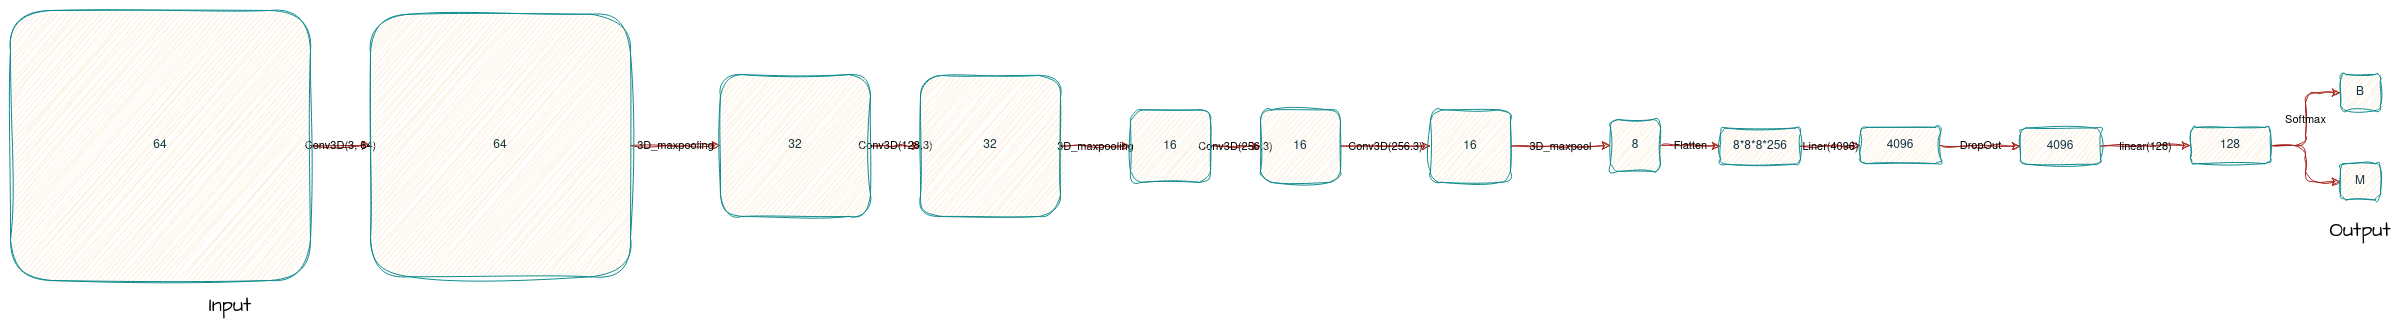 64
Conv3D(3, 64)
64
3D_maxpooling
32
Conv3D(128,3)
32
3D_maxpooling
16
Conv3D(256,3)
16
Conv3D(256,3)
16
3D_maxpool
8
Flatten
8*8*8*256
Liner(4096)
4096
DropOut
4096
linear(128)
128
Softmax
B
M
Input
Output